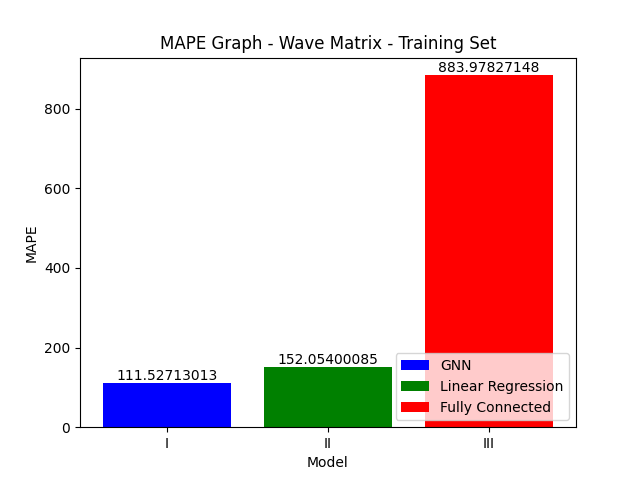 MAPE Graph - Wave Matrix - Training Set
883.97827148
800
600
MAPE
400
200
152.05400085
111.52713013
GNN
Linear Regression
Fully Connected
0
I
II
III
Model